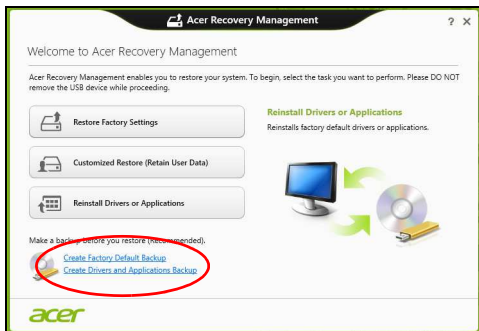 Acer Recovery Management
? X
Welcome to Acer Recovery Management
Acer Recovery Management enables you to restore your system. To begin, select the task you want to perform. Please DO NOT
remove the USB device while proceeding.
Restore Factory Settings
Customized Restore (Retain User Data)
Reinstall Drivers or Applications
Reinstall Drivers or Applications
Reinstalls factory default drivers or applications.
Make a backup before you restore (Recommended).
Create Factory Default Backup
Create Drivers and Applications Backup
acer